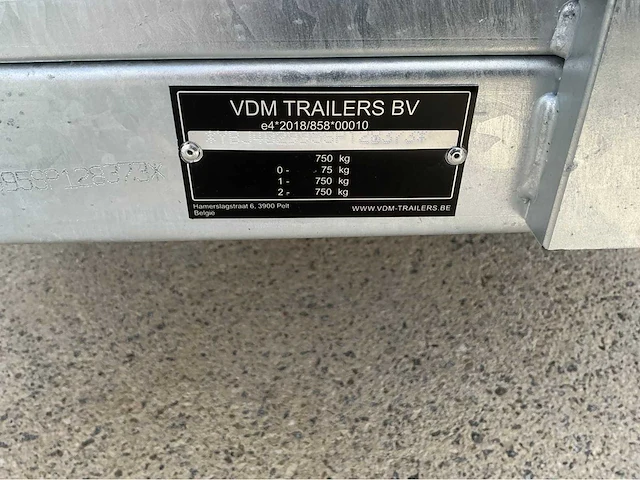 VDM TRAILERS BV
e4*2018/858*00010
750 kg
0- 75 kg
1- 750 kg
2- 750 kg
Hamerslagstraat 6, 3900 Pelt
Belgie
WWW.VDM-TRAILERS.BE